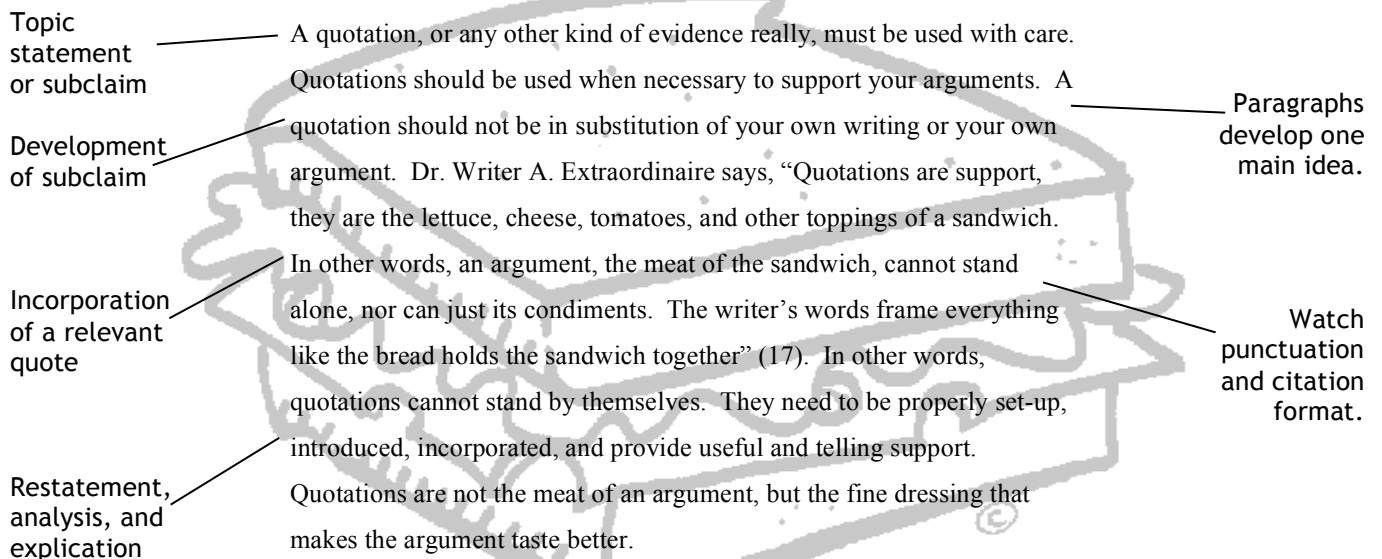 Topic
statement
or subclaim
Development
of subclaim
Incorporation
of a relevant
quote
Restatement,
analysis, and
explication
A quotation, or any other kind of evidence really, must be used with care.
Quotations should be used when necessary to support your arguments.  A
quotation should not be in substitution of your own writing or your own
argument.  Dr. Writer A. Extraordinaire says, “Quotations are support,
they are the lettuce, cheese, tomatoes, and other toppings of a sandwich.
In other words, an argument, the meat of the sandwich, cannot stand
alone, nor can just its condiments.  The writer’s words frame everything
like the bread holds the sandwich together” (17).  In other words,
quotations cannot stand by themselves.  They need to be properly set-up,
introduced, incorporated, and provide useful and telling support.
Quotations are not the meat of an argument, but the fine dressing that
makes the argument taste better.
Paragraphs
develop one
main idea.
Watch
punctuation
and citation
format.
©